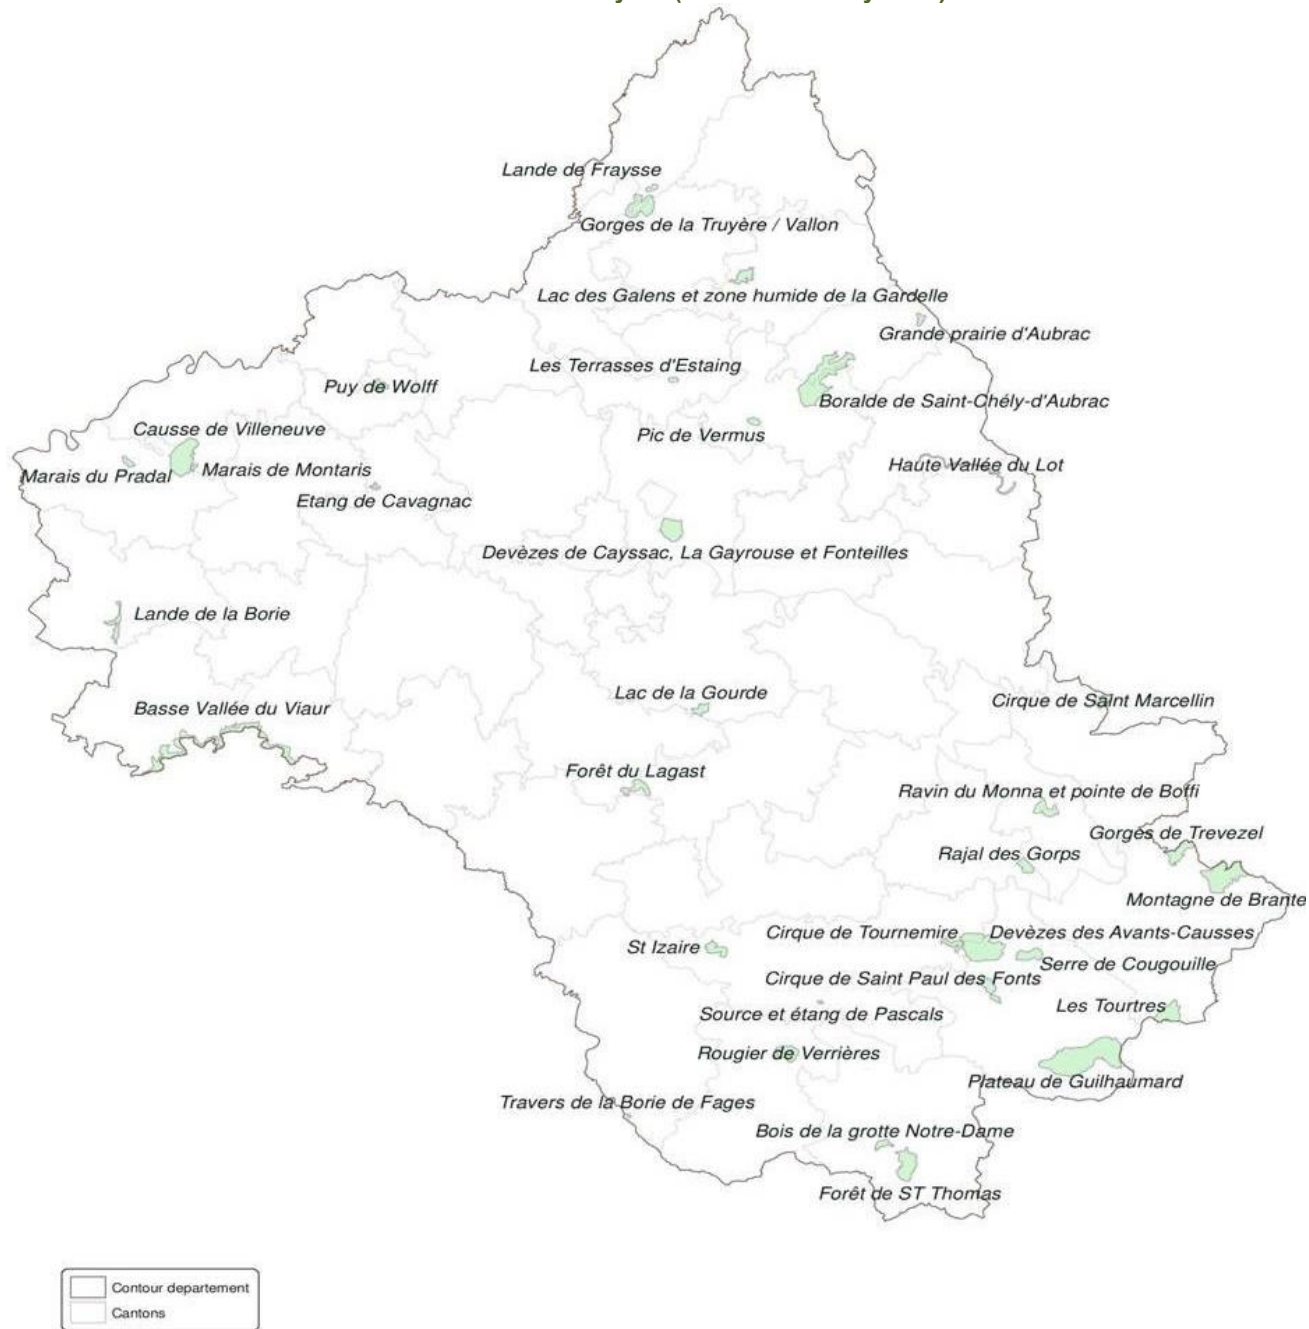 Lande de Fraysse
Gorges de la Truyère / Vallon
Lac des Galens et zone humide de la Gardelle
Grande prairie d'Aubrac
Les Terrasses d'Estaing
Puy de Wolff
Boralde de Saint-Chély-d'Aubrac
Causse de Villeneuve
Pic de Vermus
Haute Vallée du Lot
Marais du Pradal
Marais de Montaris
Etang de Cavagnac
Devèzes de Cayssac, La Gayrouse et Fonteilles
Lande de la Borie
Lac de la Gourde
Cirque de Saint Marcellin
Basse Vallée du Viaur
Forêt du Lagast
Ravin du Monna et pointe de Boffi
Gorges de Trevezel
Rajal des Gorps
Montagne de Brante
Cirque de Tournemire
Devèzes des Avants-Causses
St Izaire
Serre de Cougouille
Cirque de Saint Paul des Fonts
Les Tourtres
Source et étang de Pascals
Rougier de Verrières
Plateau de Guilhaumard
Travers de la Borie de Fages
Bois de la grotte Notre-Dame
Forêt de ST Thomas
Contour departement
Cantons